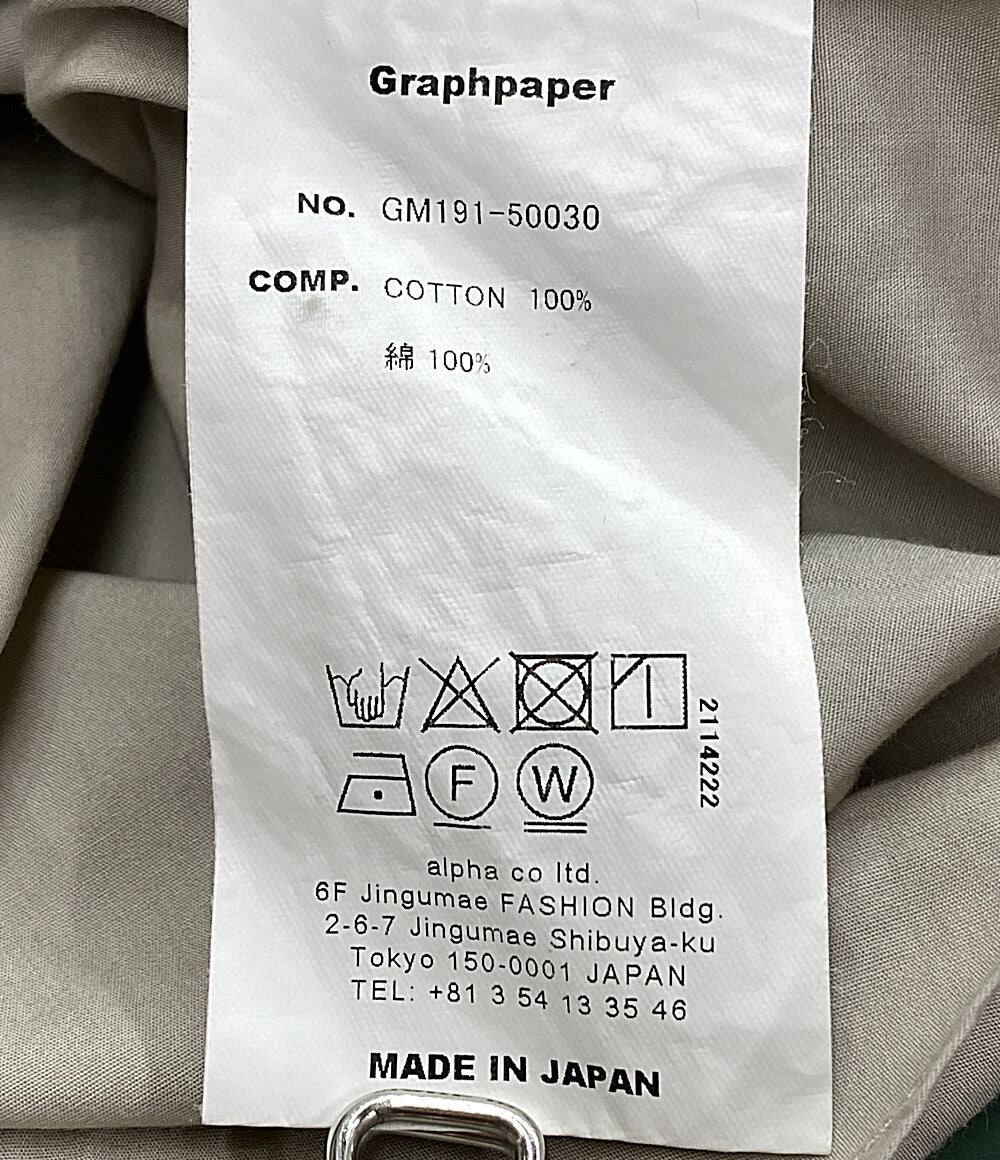 Graphpaper
NO. GM191-50030
COMP. COTTON 100%
綿 100%
2114222
F W
alpha co ltd.
6F Jingumae FASHION Bldg.
2-6-7 Jingumae Shibuya-ku
Tokyo 150-0001 JAPAN
TEL: +81 3 54 13 35 46
MADE IN JAPAN